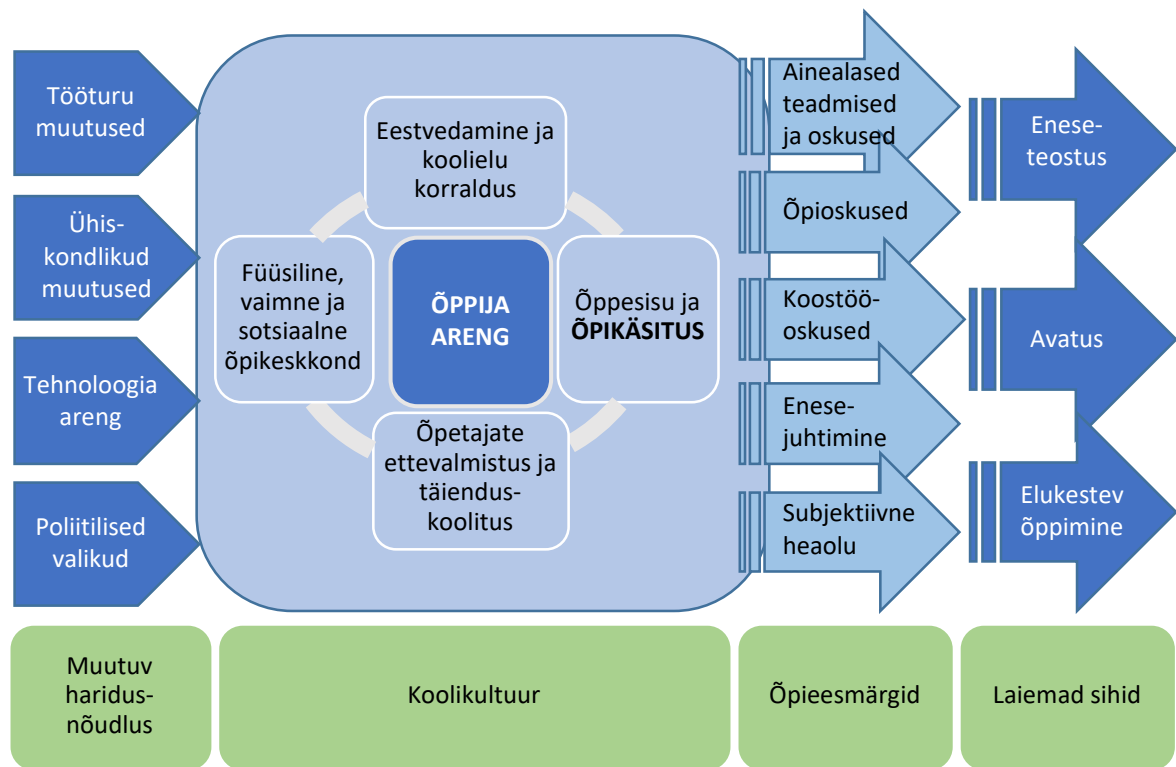 Tööturu
muutused
Ühis-
kondlikud
muutused
Tehnoloogia
areng
Poliitilised
valikud
Eestvedamine ja
koolielu
korraldus
Füüsiline,
vaimne ja
sotsiaalne
õpikeskkond
ÕPPIJA
ARENG
Õppesisu ja
ÕPIKÄSITUS
Õpetajate
ettevalmistus ja
täiendus-
koolitus
Ainealased
teadmised
ja oskused
Õpioskused
Koostöö-
oskused
Enese-
juhtimine
Subjektiivne
heaolu
Enese-
teostus
Avatus
Elukestev
õppimine
Muutuv
haridus-
nõudlus
Koolikultuur
Õpieesmärgid
Laiemad sihid